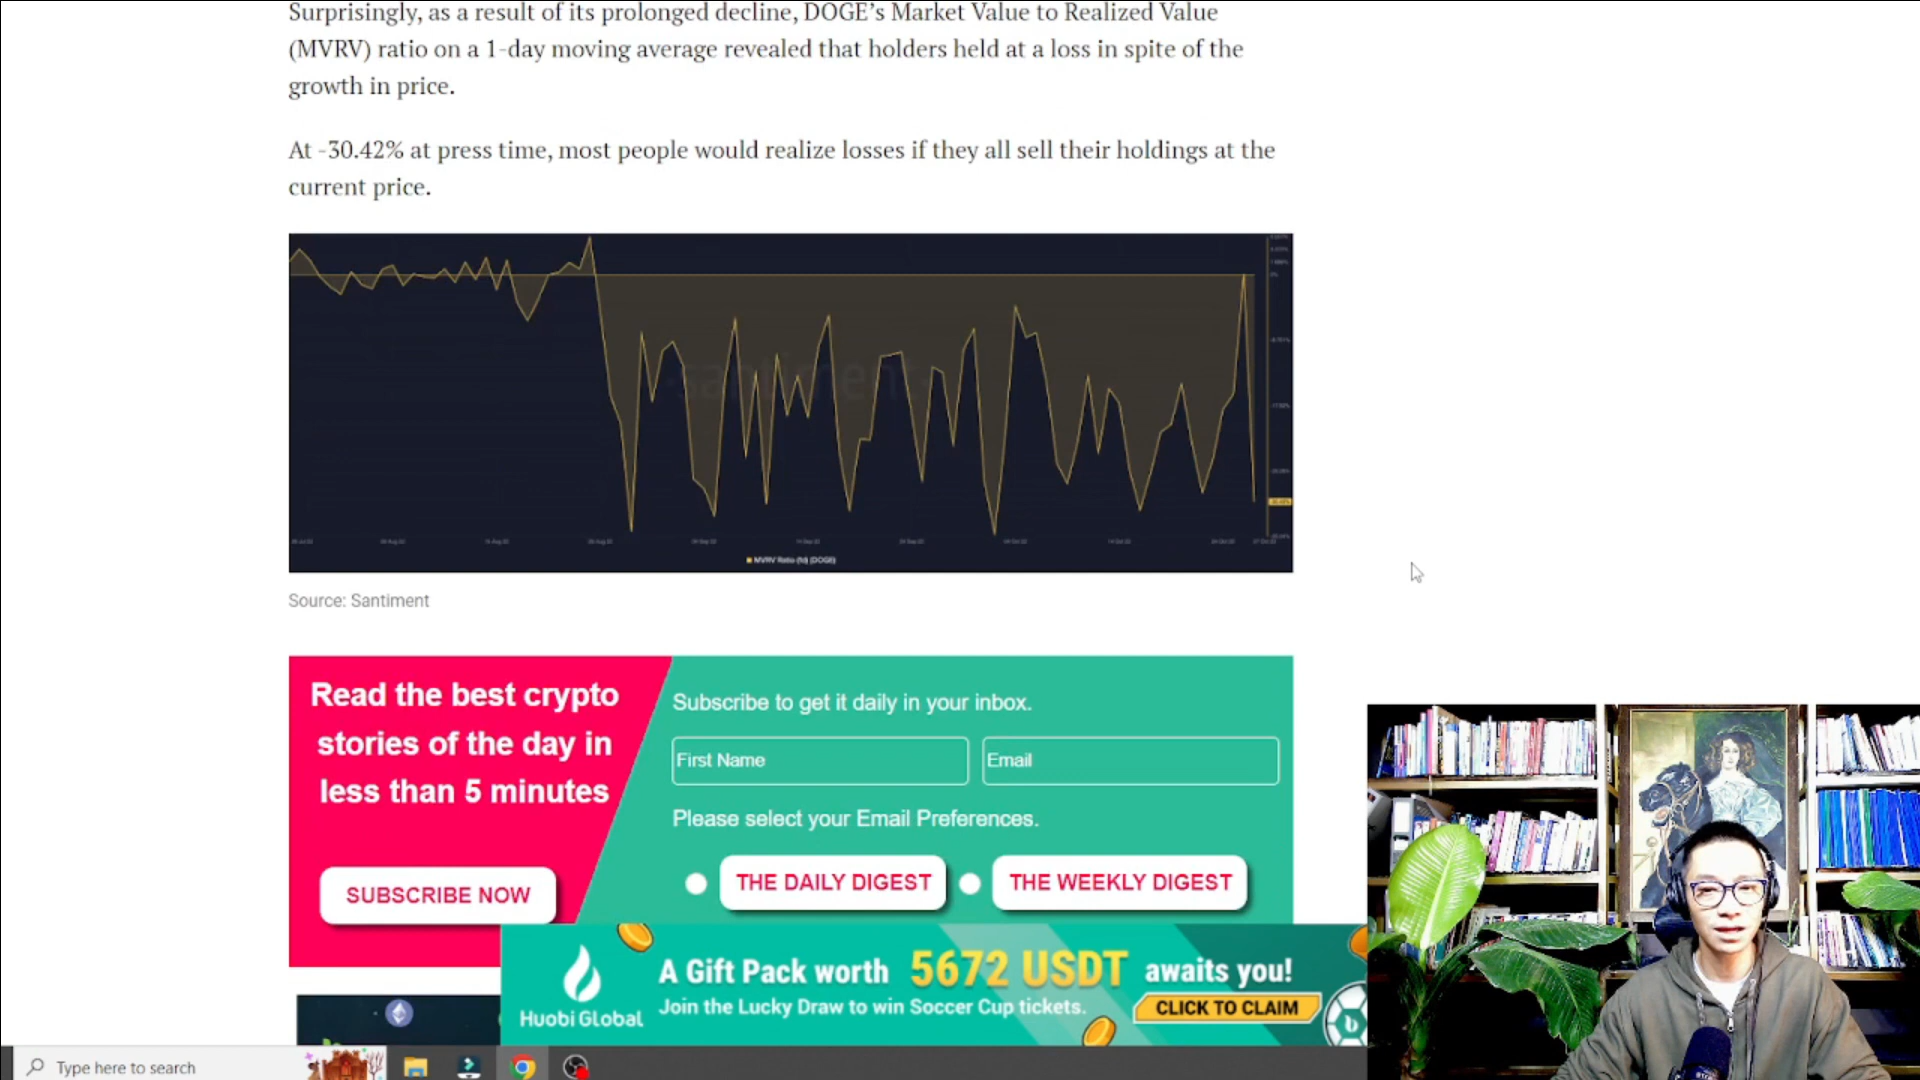 Surprisingly, as a result of its prolonged decline, DOGE’s Market Value to Realized Value
(MVRV) ratio on a 1-day moving average revealed that holders held at a loss in spite of the
growth in price.
At -30.42% at press time, most people would realize losses if they all sell their holdings at the
current price.
santiment
MVRV Ratio (1d) (DOGE)
Source: Santiment
Read the best crypto
stories of the day in
less than 5 minutes
SUBSCRIBE NOW
Subscribe to get it daily in your inbox.
First Name
Email
Please select your Email Preferences.
THE DAILY DIGEST
THE WEEKLY DIGEST
Huobi Global
A Gift Pack worth 5672 USDT awaits you!
Join the Lucky Draw to win Soccer Cup tickets.
CLICK TO CLAIM
Type here to search